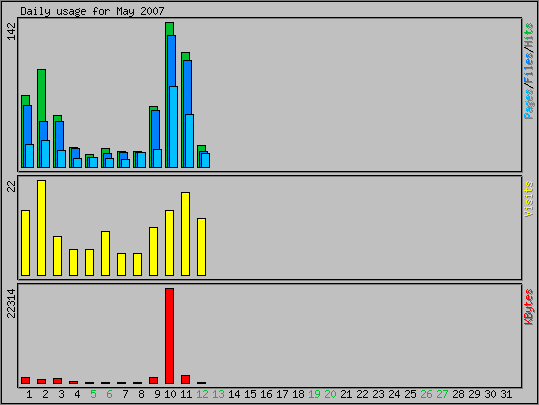 Daily usage for May 2007
142
Pages/Files/Hits
22
Visits
22314
KBytes
1 2 3 4 5 6 7 8 9 10 11 12 13 14 15 16 17 18 19 20 21 22 23 24 25 26 27 28 29 30 31